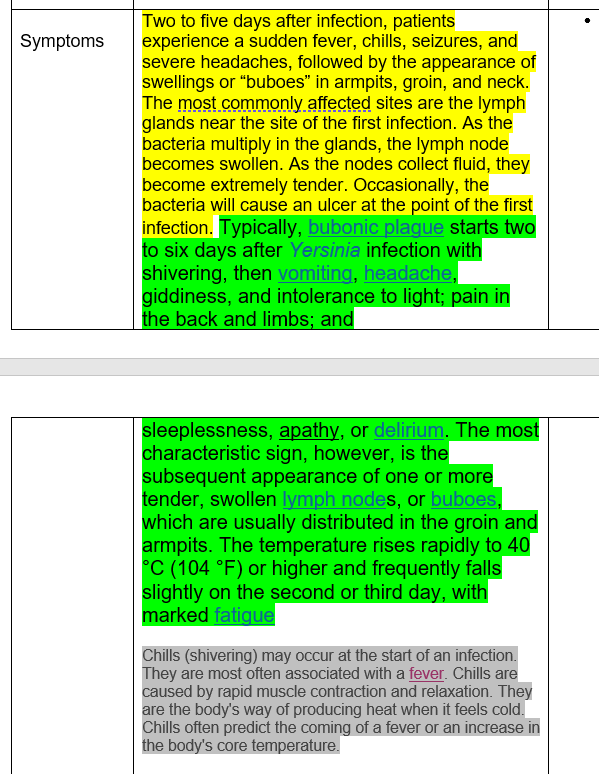 Symptoms
Two to five days after infection, patients
experience a sudden fever, chills, seizures, and
severe headaches, followed by the appearance of
swellings or “buboes” in armpits, groin, and neck.
The most commonly affected sites are the lymph
glands near the site of the first infection. As the
bacteria multiply in the glands, the lymph node
becomes swollen. As the nodes collect fluid, they
become extremely tender. Occasionally, the
bacteria will cause an ulcer at the point of the first
infection. Typically, bubonic plague starts two
to six days after Yersinia infection with
shivering, then vomiting, headache,
giddiness, and intolerance to light; pain in
the back and limbs; and
sleeplessness, apathy, or delirium. The most
characteristic sign, however, is the
subsequent appearance of one or more
tender, swollen lymph nodes, or buboes,
which are usually distributed in the groin and
armpits. The temperature rises rapidly to 40
°C (104 °F) or higher and frequently falls
slightly on the second or third day, with
marked fatigue
Chills (shivering) may occur at the start of an infection.
They are most often associated with a fever. Chills are
caused by rapid muscle contraction and relaxation. They
are the body's way of producing heat when it feels cold.
Chills often predict the coming of a fever or an increase in
the body's core temperature.